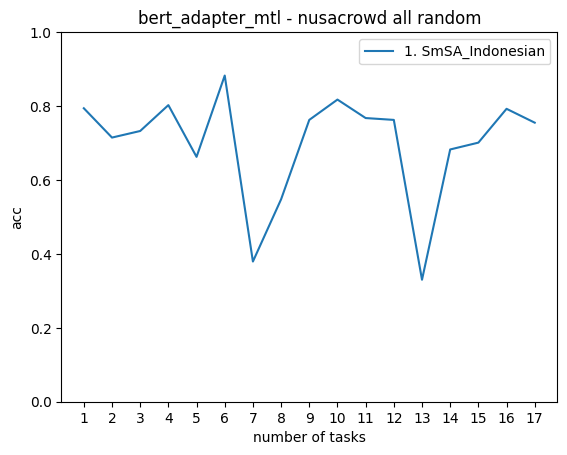 bert_adapter_mtl - nusacrowd all random
1. SmSA_Indonesian
acc
1.0
0.8
0.6
0.4
0.2
0.0
1 2 3 4 5 6 7 8 9 10 11 12 13 14 15 16 17
number of tasks